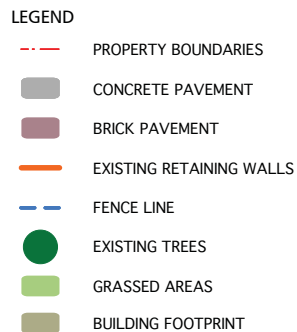 LEGEND
PROPERTY BOUNDARIES
CONCRETE PAVEMENT
BRICK PAVEMENT
EXISTING RETAINING WALLS
FENCE LINE
EXISTING TREES
GRASSED AREAS
BUILDING FOOTPRINT